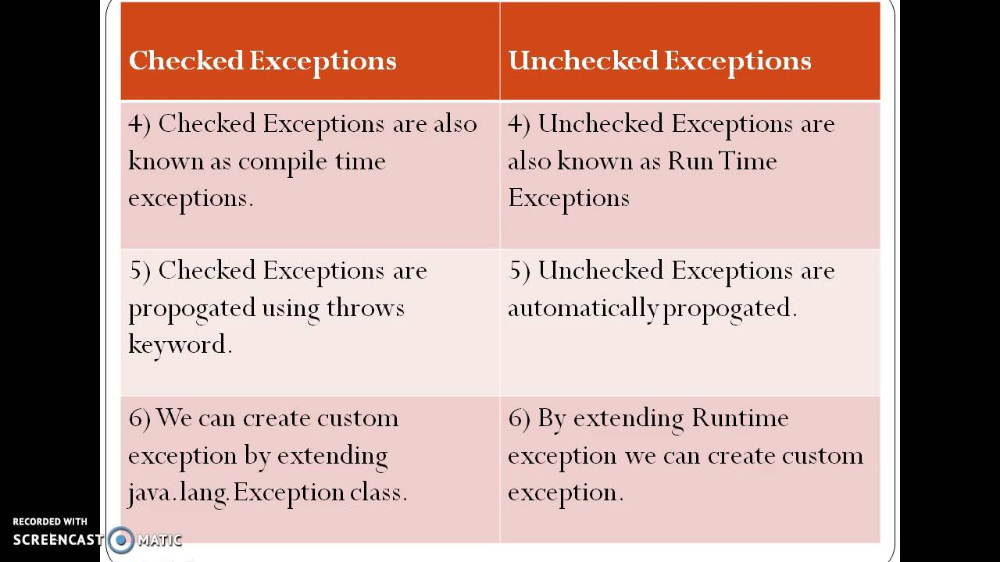 Checked Exceptions
Unchecked Exceptions
4) Checked Exceptions are also
known as compile time
exceptions.
4) Unchecked Exceptions are
also known as Run Time
Exceptions
5) Checked Exceptions are
propogated using throws
keyword.
5) Unchecked Exceptions are
automatically propogated.
6) We can create custom
exception by extending
java.lang.Exception class.
6) By extending Runtime
exception we can create custom
exception.
RECORDED WITH
SCREENCAST MATIC